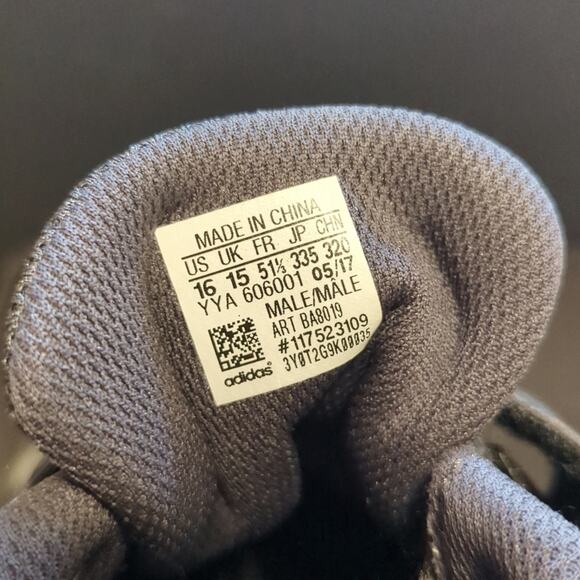 MADE IN CHINA
US UK FR JP CHN
16 15 51⅓ 335 320
YYA 606001 05/17
MALE/MALE
ART BA8019
#117523109
3Y0T2G9K00035
adidas